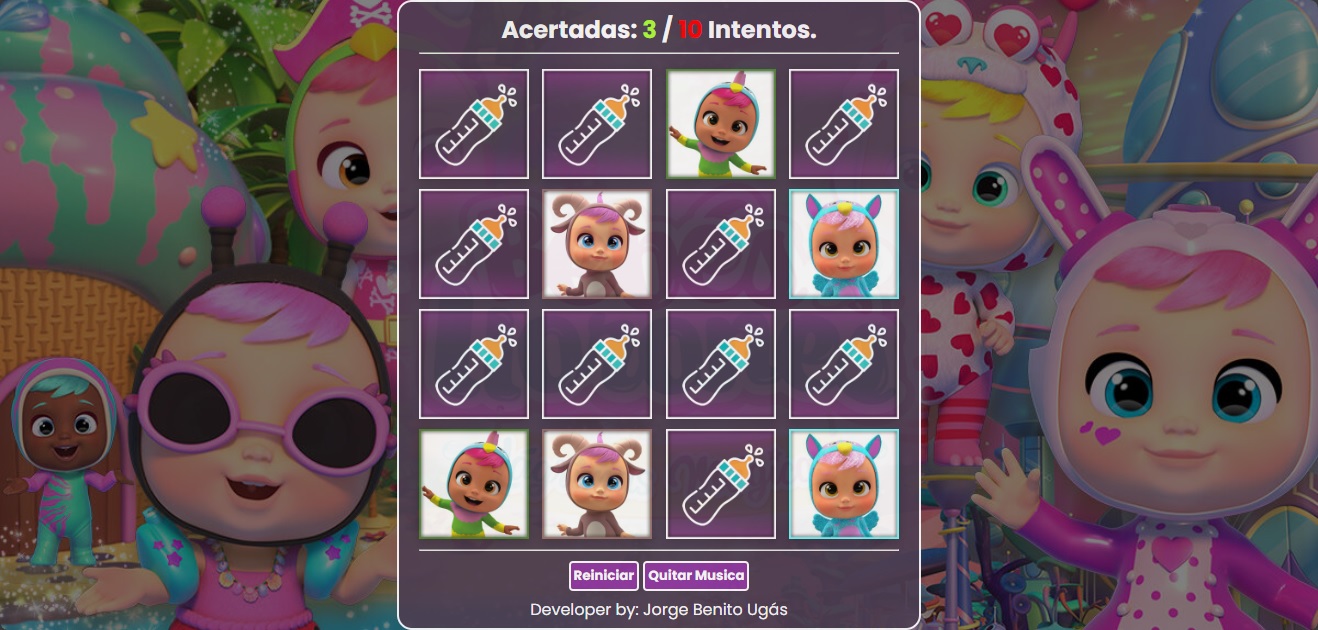 Acertadas: 3 / 10 Intentos.
Reiniciar
Quitar Musica
Developer by: Jorge Benito Ugás